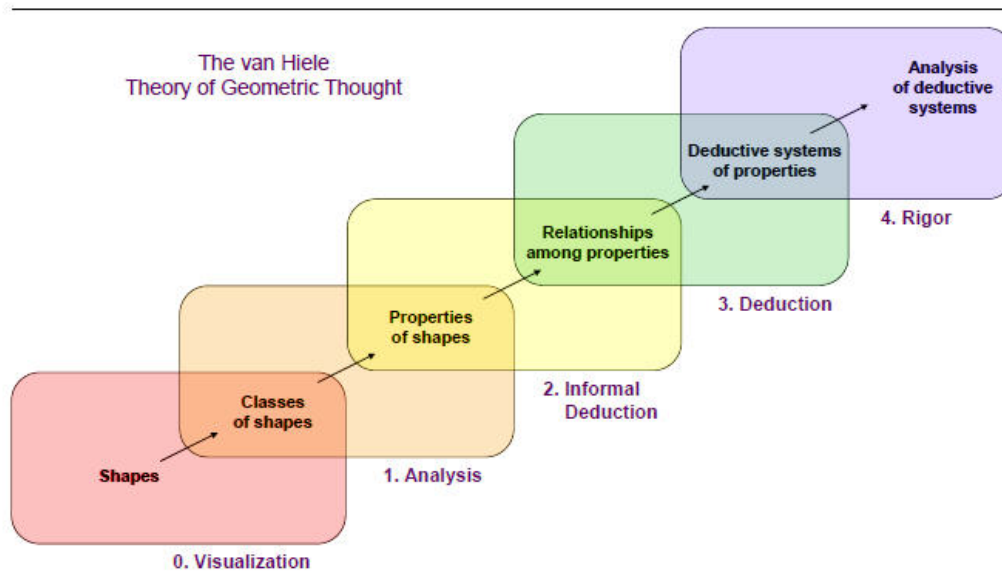 The van Hiele
Theory of Geometric Thought
Analysis
of deductive
systems
Deductive systems
of properties
4. Rigor
Relationships
among properties
3. Deduction
Properties
of shapes
2. Informal
Deduction
Classes
of shapes
1. Analysis
Shapes
0. Visualization